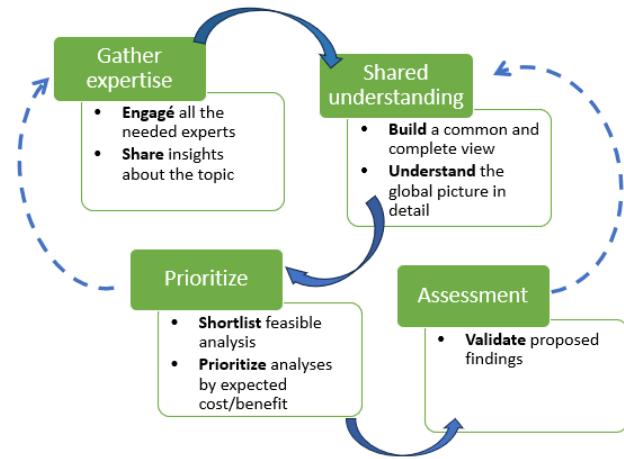 Gather
expertise
• Engagé all the
needed experts
• Share insights
about the topic
Shared
understanding
• Build a common and
complete view
• Understand the
global picture in
detail
Prioritize
• Shortlist feasible
analysis
• Prioritize analyses
by expected
cost/benefit
Assessment
• Validate proposed
findings